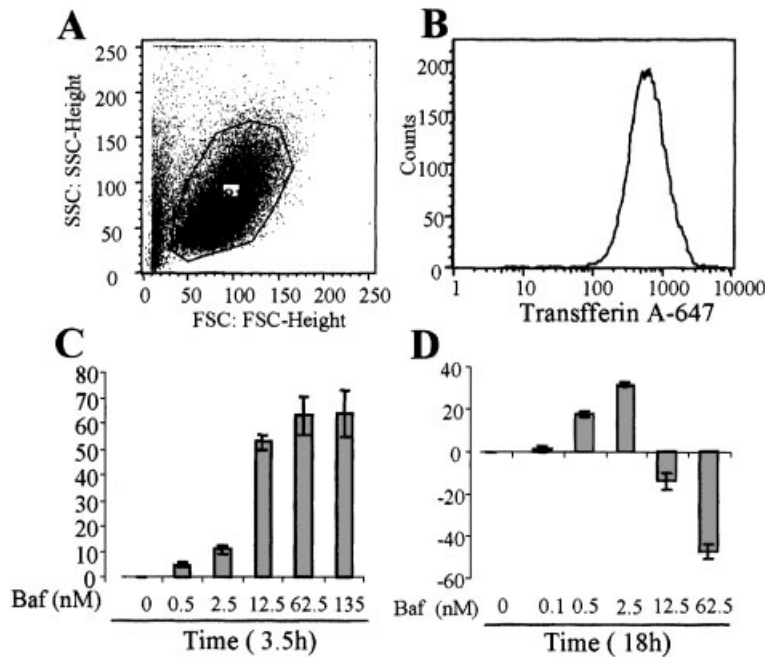 A
SSC: SSC-Height
250
200
150
100
50
0
0 50 100 150 200 250
FSC: FSC-Height
B
Counts
200
150
100
50
0
1 10 100 1000 10000
Transfferin A-647
C
80
70
60
50
40
30
20
10
0
Baf (nM) 0 0.5 2.5 12.5 62.5 135
Time ( 3.5h)
D
40
20
0
-20
-40
-60
Baf (nM) 0 0.1 0.5 2.5 12.5 62.5
Time ( 18h)